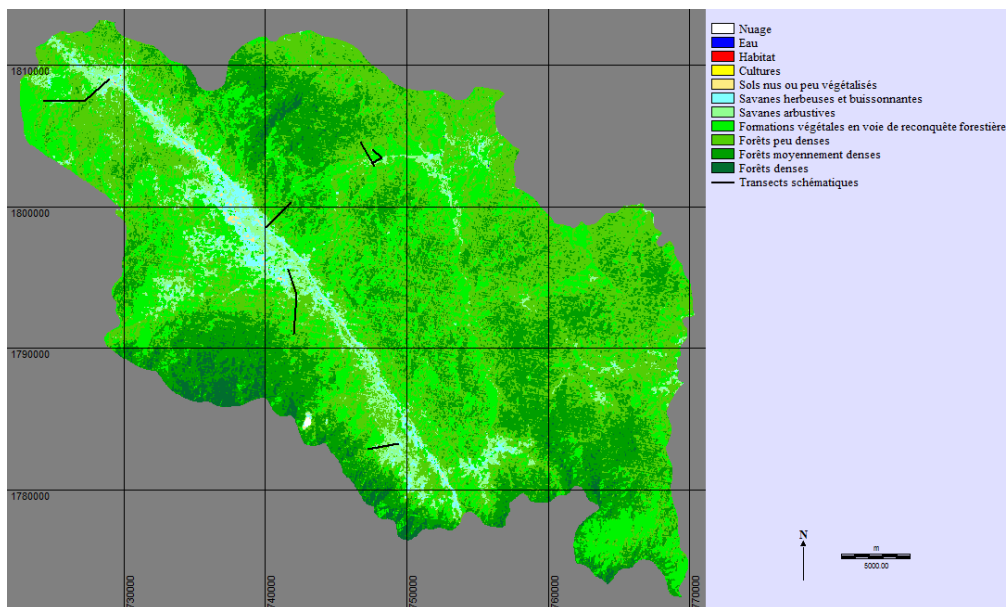 1810000
1800000
1790000
1780000
730000
740000
750000
760000
770000
Nuage
Eau
Habitat
Cultures
Sols nus ou peu végétalisés
Savanes herbeuses et buissonnantes
Savanes arbustives
Formations végétales en voie de reconquête forestière
Forêts peu denses
Forêts moyennement denses
Forêts denses
Transects schématiques
N
m
5000.00